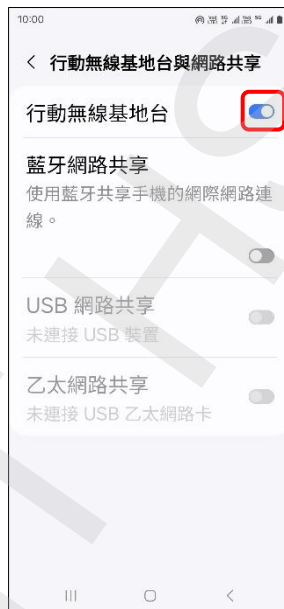 10:00
行動無線基地台與網路共享
行動無線基地台
藍牙網路共享
使用藍牙共享手機的網際網路連
線。
USB 網路共享
未連接 USB 裝置
乙太網路共享
未連接 USB 乙太網路卡